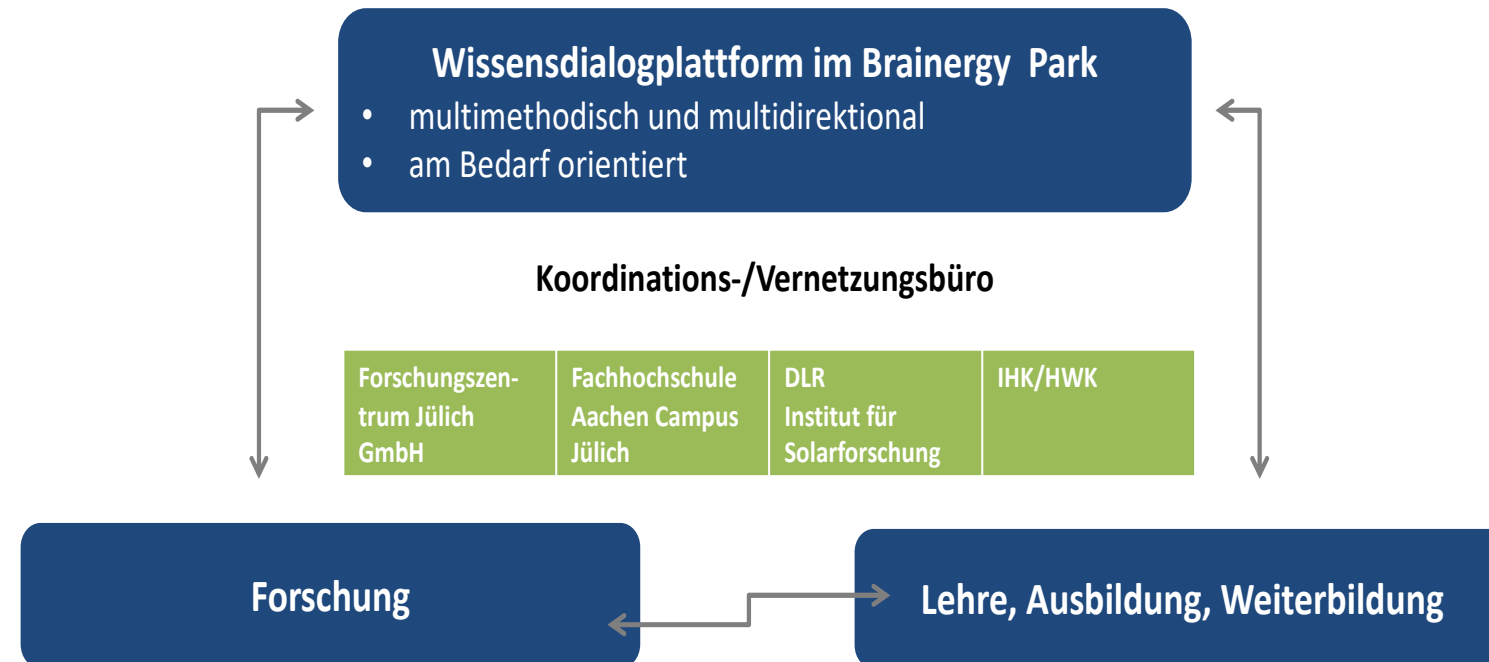 Wissensdialogplattform im Brainergy Park
• multimethodisch und multidirektional
• am Bedarf orientiert
Koordinations-/Vernetzungsbüro
Forschungszen-
trum Jülich
GmbH
Fachhochschule
Aachen Campus
Jülich
DLR
Institut für
Solarforschung
IHK/HWK
Forschung
Lehre, Ausbildung, Weiterbildung